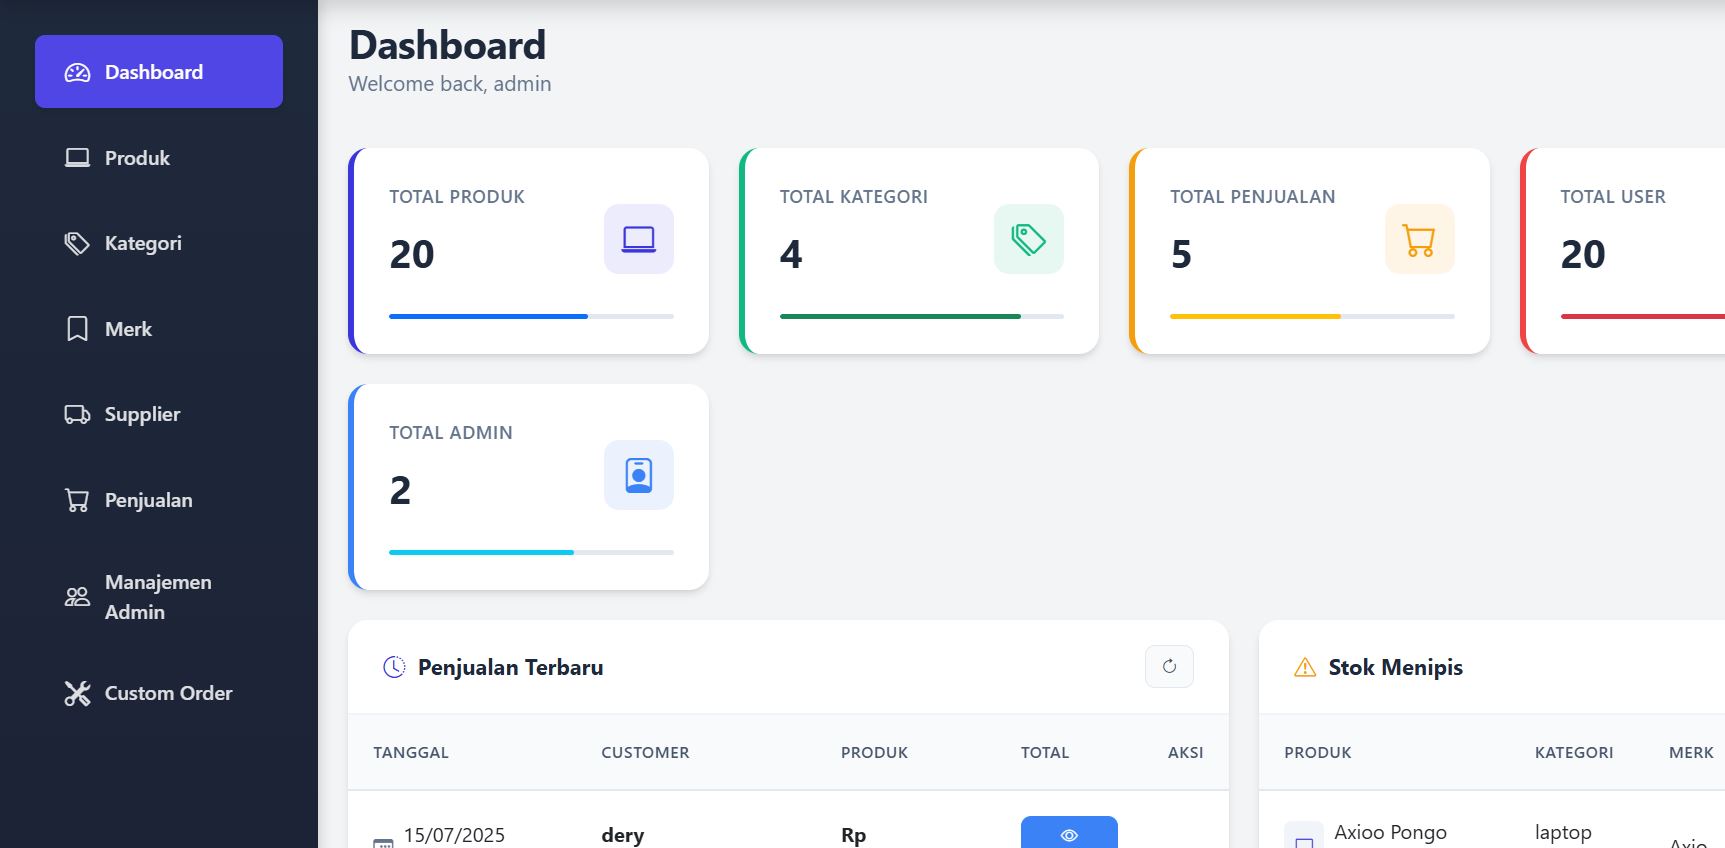 Dashboard
Produk
Kategori
Merk
Supplier
Penjualan
Manajemen
Admin
Custom Order
Dashboard
Welcome back, admin
TOTAL PRODUK
20
TOTAL KATEGORI
4
TOTAL PENJUALAN
5
TOTAL USER
20
TOTAL ADMIN
2
Penjualan Terbaru
TANGGAL CUSTOMER PRODUK TOTAL AKSI
15/07/2025 dery Rp
Stok Menipis
PRODUK KATEGORI MERK
Axioo Pongo laptop Axio